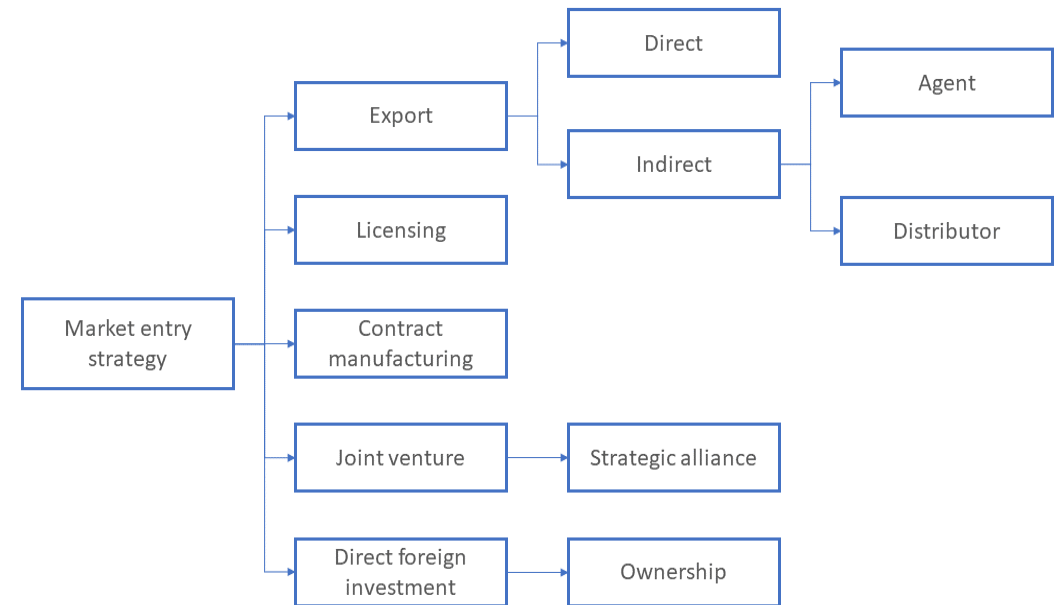 Market entry
strategy
Export
Direct
Indirect
Agent
Distributor
Licensing
Contract
manufacturing
Joint venture
Strategic alliance
Direct foreign
investment
Ownership